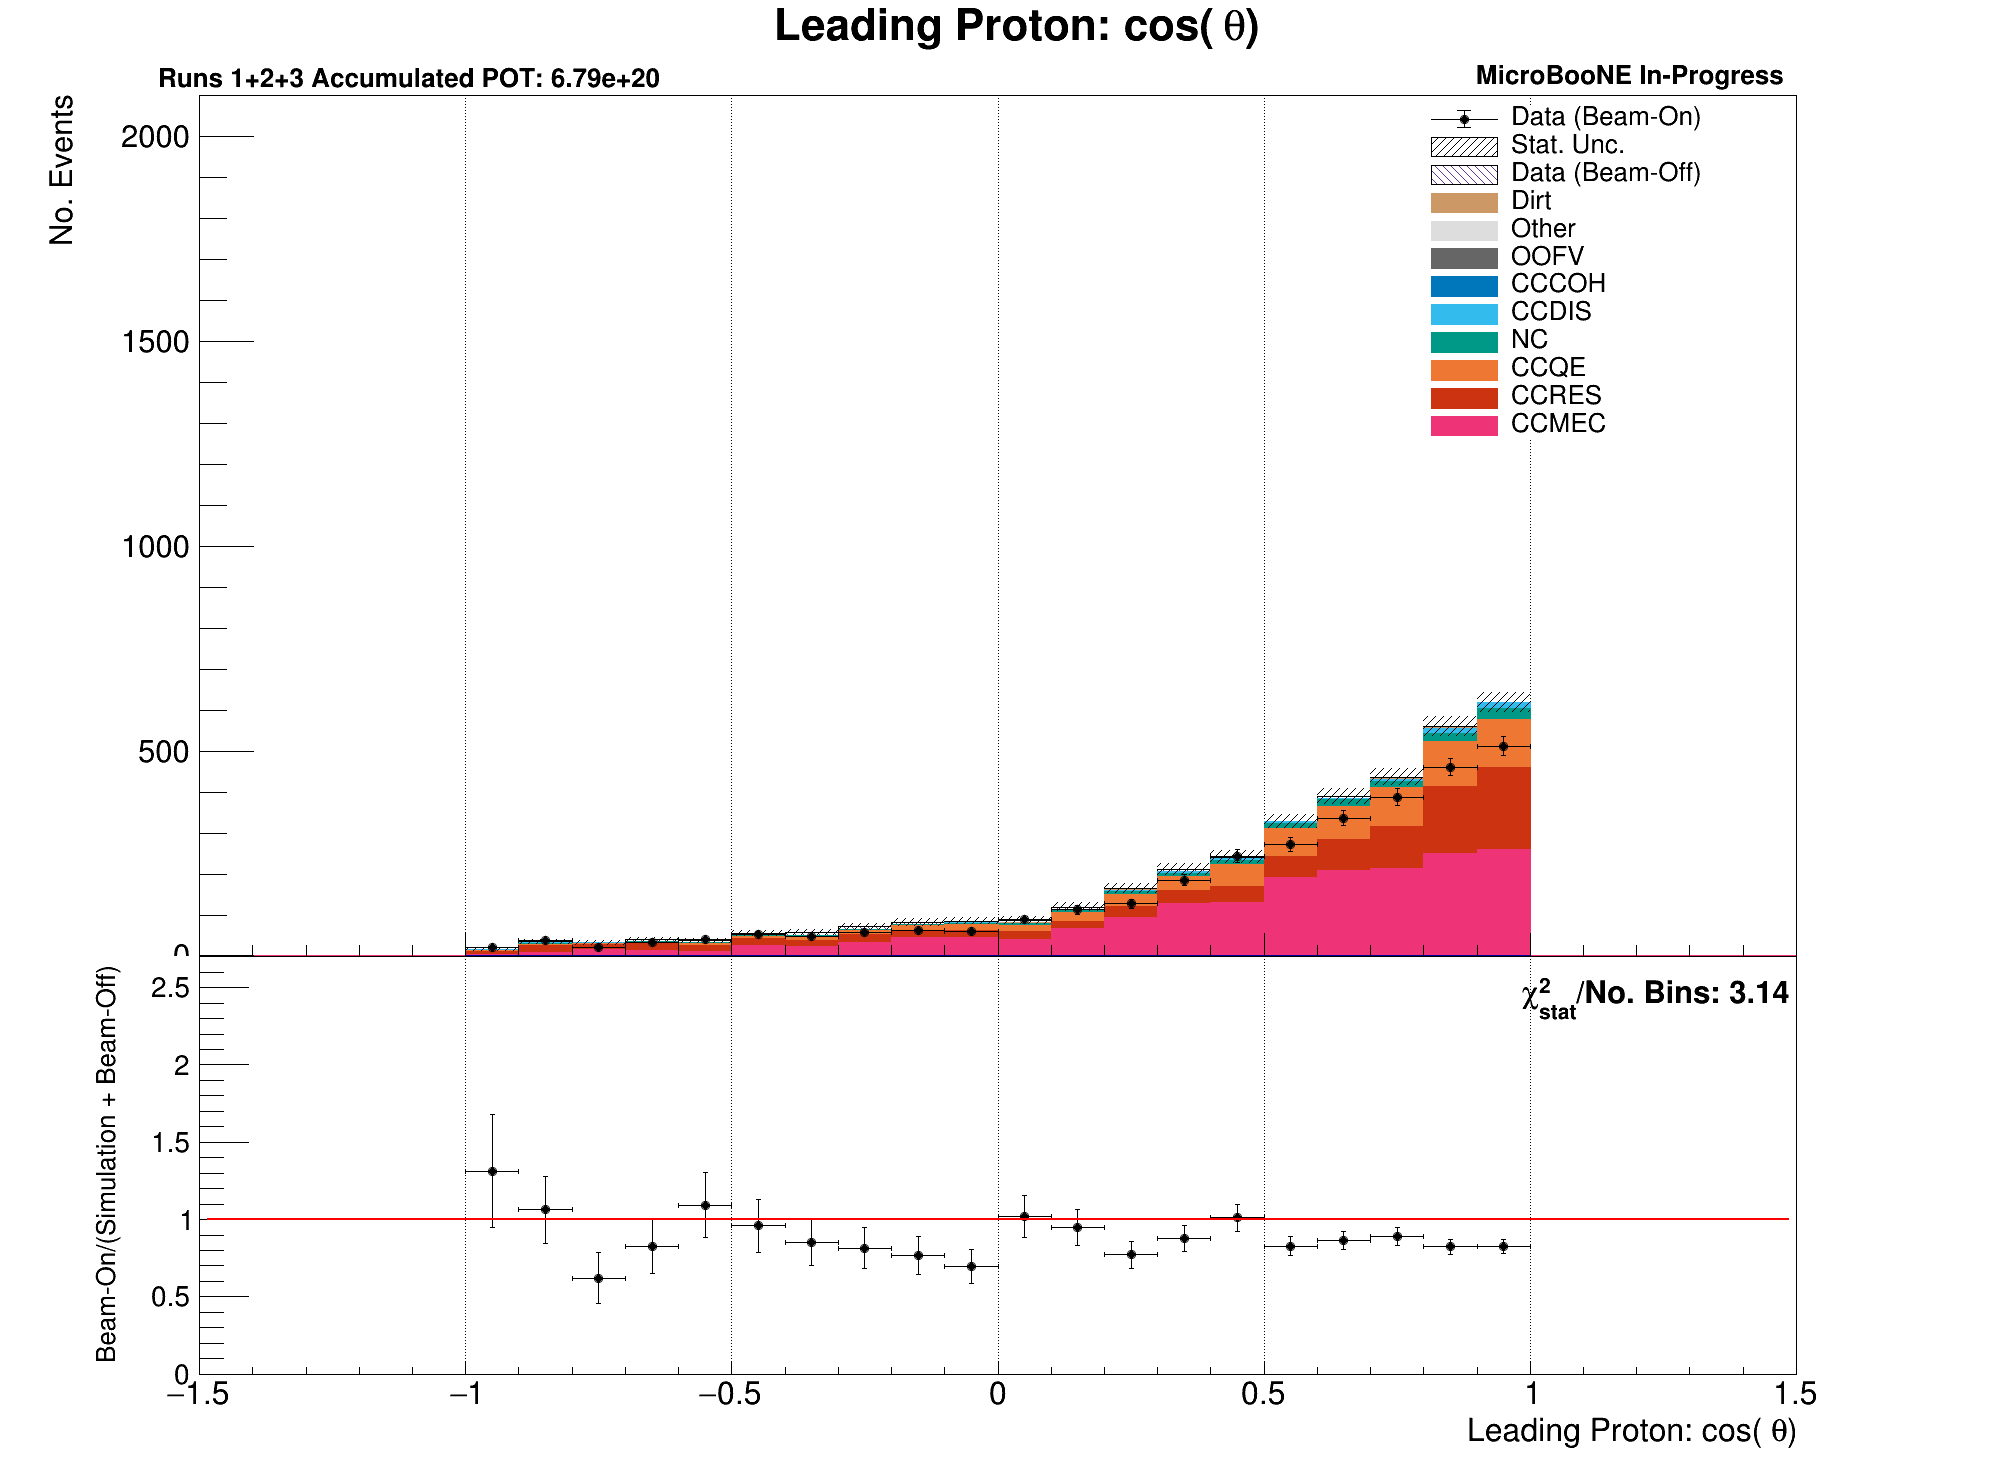 Leading Proton: cos( θ)
Runs 1+2+3 Accumulated POT: 6.79e+20
MicroBooNE In-Progress
No. Events
2000
1500
1000
500
0
Data (Beam-On)
Stat. Unc.
Data (Beam-Off)
Dirt
Other
OOFV
CCCOH
CCDIS
NC
CCQE
CCRES
CCMEC
Beam-On/(Simulation + Beam-Off)
2.5
2
1.5
1
0.5
0
χ²stat/No. Bins: 3.14
−1.5 −1 −0.5 0 0.5 1 1.5
Leading Proton: cos( θ)